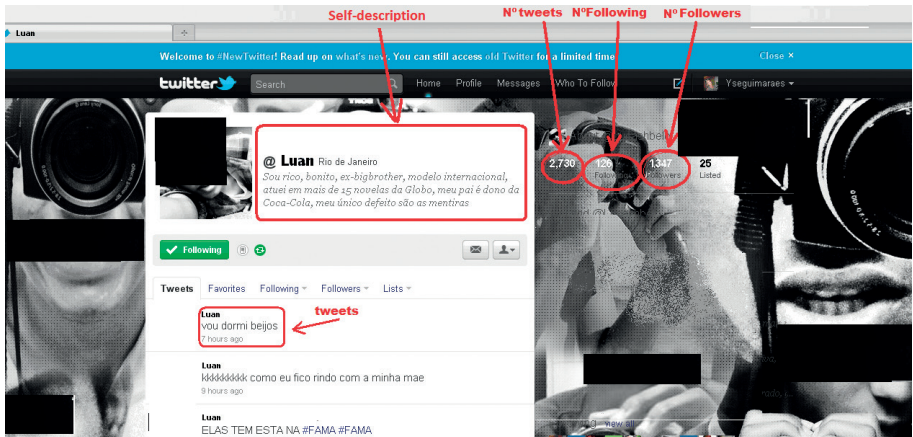 Self-description
Nº tweets NºFollowing Nº Followers
Luan
Welcome to #NewTwitter! Read up on what's new. You can still access old Twitter for a limited time
Close ×
twitter
Search
Home Profile Messages Who To Follow
Yseguimaraes
@ Luan Rio de Janeiro
Sou rico, bonito, ex-bigbrother, modelo internacional,
atuei em mais de 15 novelas da Globo, meu pai é dono da
Coca-Cola, meu único defeito são as mentiras
2,730 126 1,347 25
Following Followers Listed
Following
Tweets Favorites Following Followers Lists
Luan
vou dormi beijos
7 hours ago
tweets
Luan
kkkkkkkkk como eu fico rindo com a minha mae
9 hours ago
Luan
ELAS TEM ESTA NA #FAMA #FAMA
view all